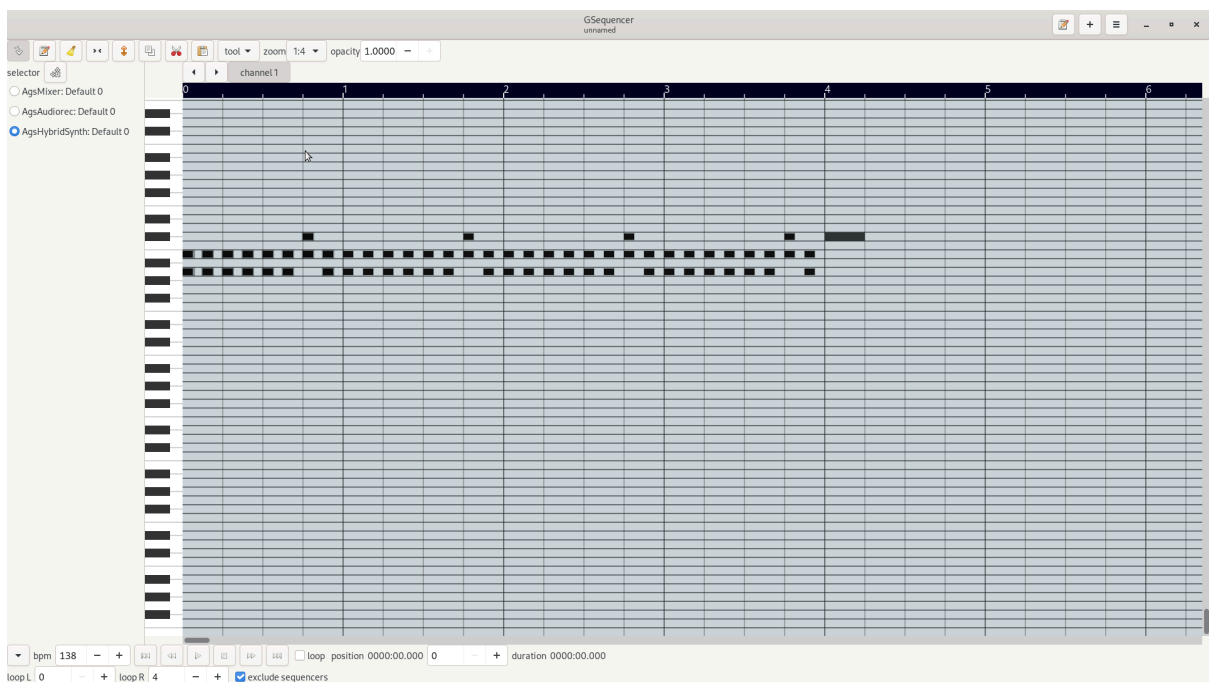 GSequencer
unnamed
tool zoom 1:4 opacity 1.0000 − +
selector channel 1
AgsMixer: Default 0
AgsAudiorec: Default 0
AgsHybridSynth: Default 0
0 1 2 3 4 5 6
bpm 138 − + loop position 0000:00.000 0 − + duration 0000:00.000
loop L 0 − + loop R 4 − + exclude sequencers